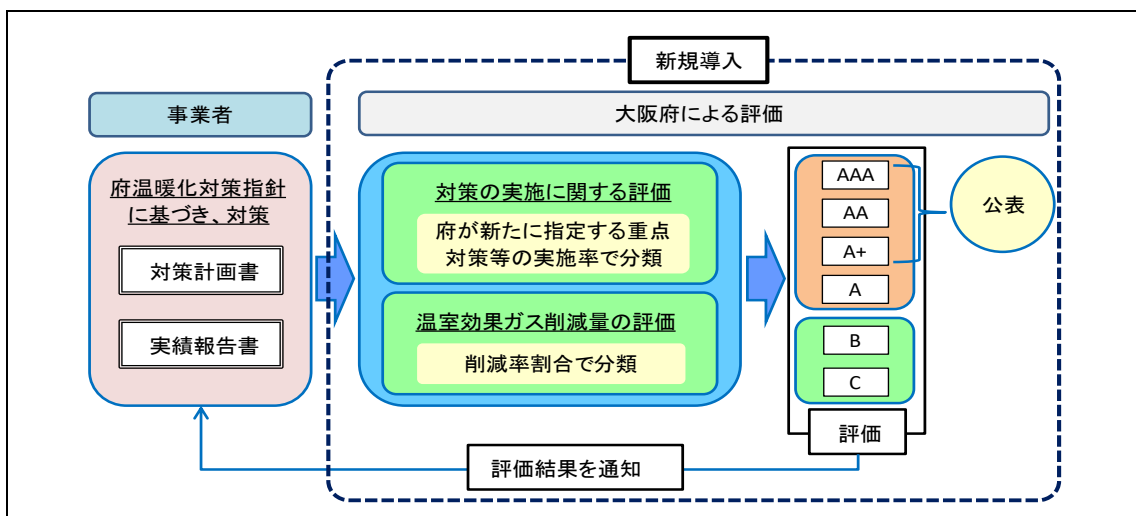 新規導入
事業者
大阪府による評価
府温暖化対策指針
に基づき、対策
対策計画書
実績報告書
対策の実施に関する評価
府が新たに指定する重点
対策等の実施率で分類
温室効果ガス削減量の評価
削減率割合で分類
AAA
AA
A+
A
B
C
公表
評価
評価結果を通知